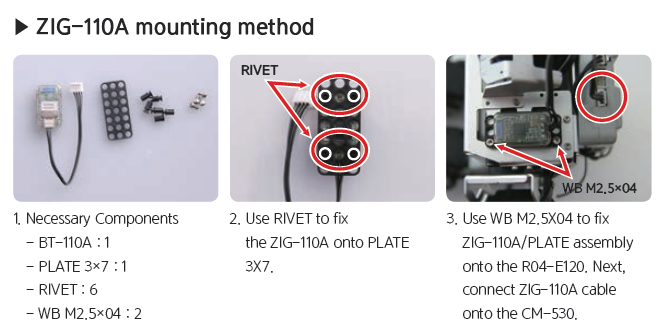 ▶ ZIG-110A mounting method
RIVET
WB M2.5×04
1. Necessary Components
- BT-110A : 1
- PLATE 3×7 : 1
- RIVET : 6
- WB M2.5×04 : 2
2. Use RIVET to fix
the ZIG-110A onto PLATE
3X7.
3. Use WB M2.5X04 to fix
ZIG-110A/PLATE assembly
onto the R04-E120. Next,
connect ZIG-110A cable
onto the CM-530.